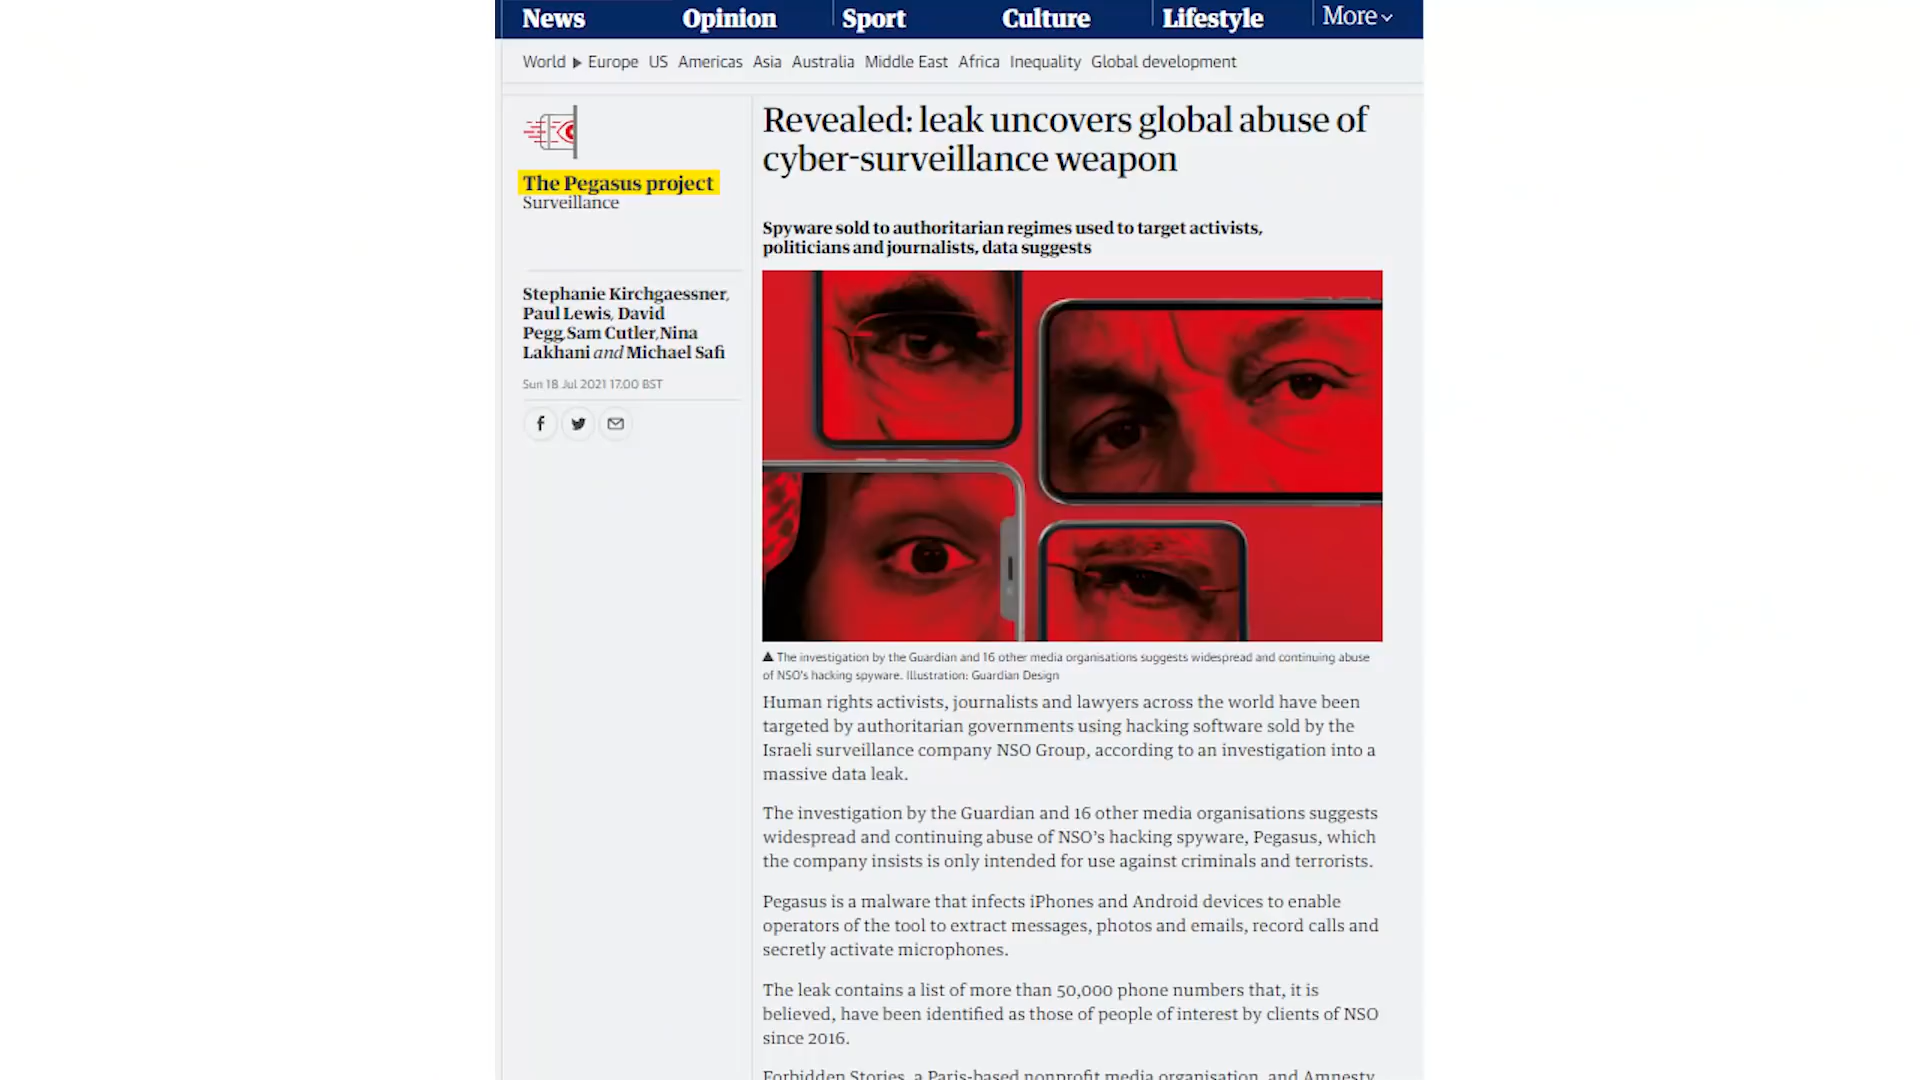 News Opinion Sport Culture Lifestyle More
World Europe US Americas Asia Australia Middle East Africa Inequality Global development
The Pegasus project
Surveillance
Stephanie Kirchgaessner,
Paul Lewis, David
Pegg,Sam Cutler,Nina
Lakhani and Michael Safi
Sun 18 Jul 2021 17.00 BST
Revealed: leak uncovers global abuse of
cyber-surveillance weapon
Spyware sold to authoritarian regimes used to target activists,
politicians and journalists, data suggests
The investigation by the Guardian and 16 other media organisations suggests widespread and continuing abuse
of NSO's hacking spyware. Illustration: Guardian Design
Human rights activists, journalists and lawyers across the world have been
targeted by authoritarian governments using hacking software sold by the
Israeli surveillance company NSO Group, according to an investigation into a
massive data leak.
The investigation by the Guardian and 16 other media organisations suggests
widespread and continuing abuse of NSO's hacking spyware, Pegasus, which
the company insists is only intended for use against criminals and terrorists.
Pegasus is a malware that infects iPhones and Android devices to enable
operators of the tool to extract messages, photos and emails, record calls and
secretly activate microphones.
The leak contains a list of more than 50,000 phone numbers that, it is
believed, have been identified as those of people of interest by clients of NSO
since 2016.
Forbidden Stories, a Paris-based nonprofit media organisation, and Amnesty